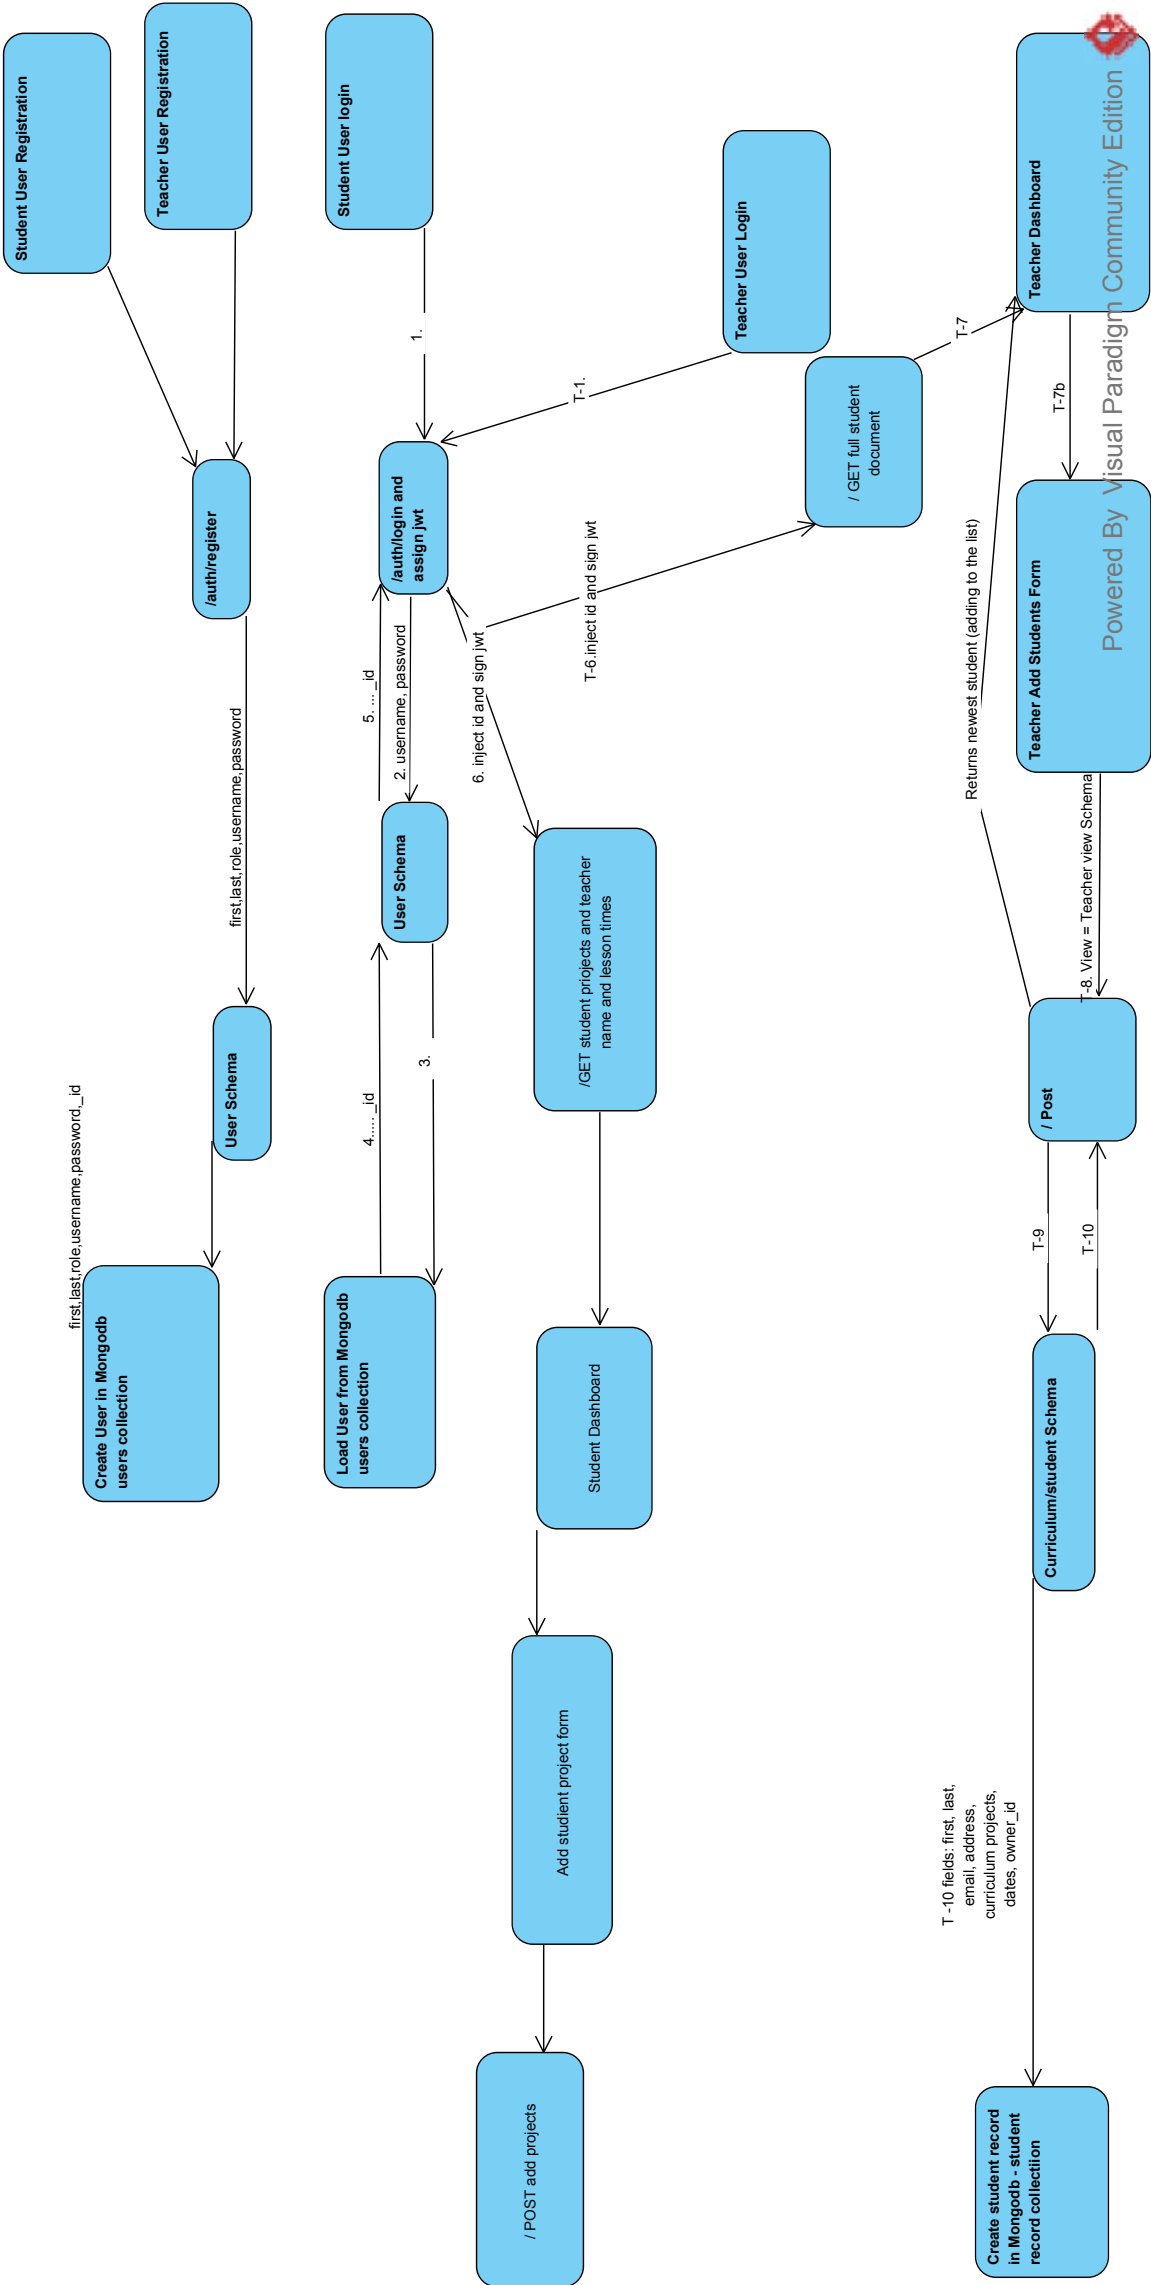 Student User Registration
Teacher User Registration
/auth/register
first,last,role,username,password
User Schema
first,last,role,username,password,_id
Create User in Mongodb
users collection
Student User login
1.
/auth/login and
assign jwt
5. ... _id
2. username, password
User Schema
4..... _id
3.
Load User from Mongodb
users collection
6. inject id and sign jwt
/GET student priojects and teacher
name and lesson times
Student Dashboard
Add studient project form
/ POST add projects
Teacher User Login
T-1.
T-6.inject id and sign jwt
/ GET full student
document
T-7
Teacher Dashboard
T-7b
Teacher Add Students Form
Returns newest student (adding to the list)
T-8. View = Teacher view Schema
/ Post
T-9
T-10
Curriculum/student Schema
T -10 fields: first, last,
email, address,
curriculum projects,
dates, owner_id
Create student record
in Mongodb - student
record collectiion
Powered By Visual Paradigm Community Edition